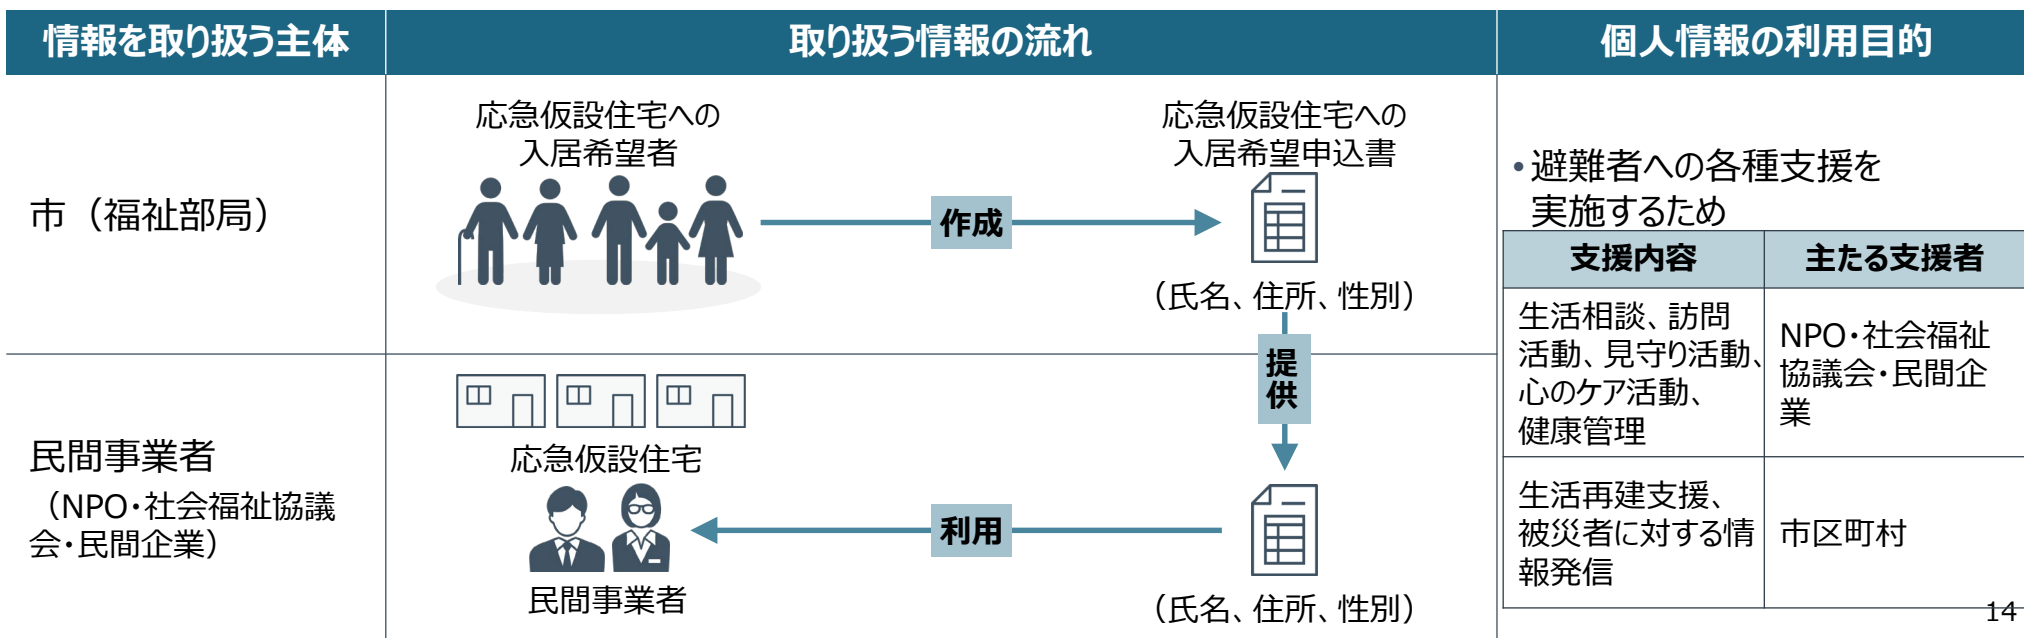 情報を取り扱う主体
取り扱う情報の流れ
個人情報の利用目的
市（福祉部局）
応急仮設住宅への
入居希望者
作成
応急仮設住宅への
入居希望申込書
（氏名、住所、性別）
提
供
民間事業者
（NPO・社会福祉協議
会・民間企業）
応急仮設住宅
民間事業者
利用
（氏名、住所、性別）
・避難者への各種支援を
実施するため
支援内容
主たる支援者
生活相談、訪問
活動、見守り活動、
心のケア活動、
健康管理
NPO・社会福祉
協議会・民間企
業
生活再建支援、
被災者に対する情
報発信
市区町村
14